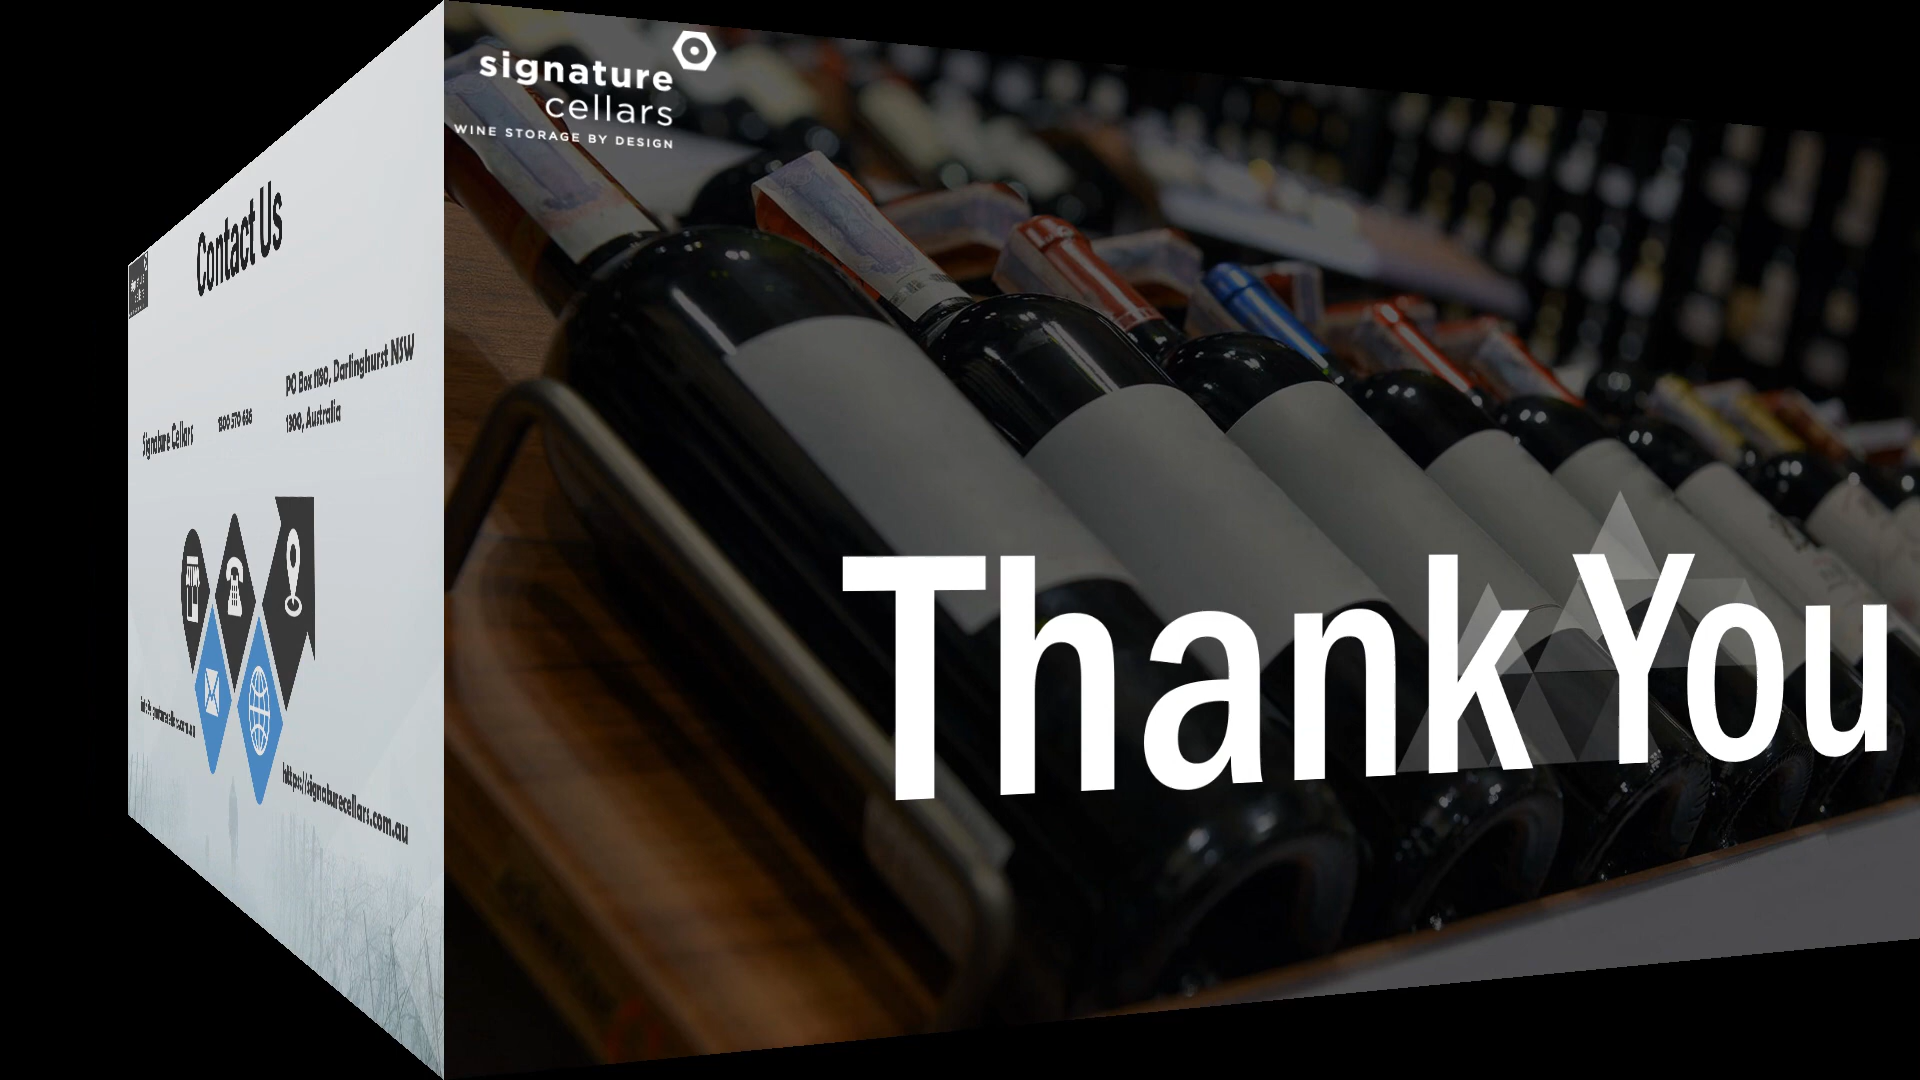 Contact Us
Signature Cellars
1300 570 636
PO Box 1180, Darlinghurst NSW
1300, Australia
https://signaturecellars.com.au
signature
cellars
WINE STORAGE BY DESIGN
Thank You